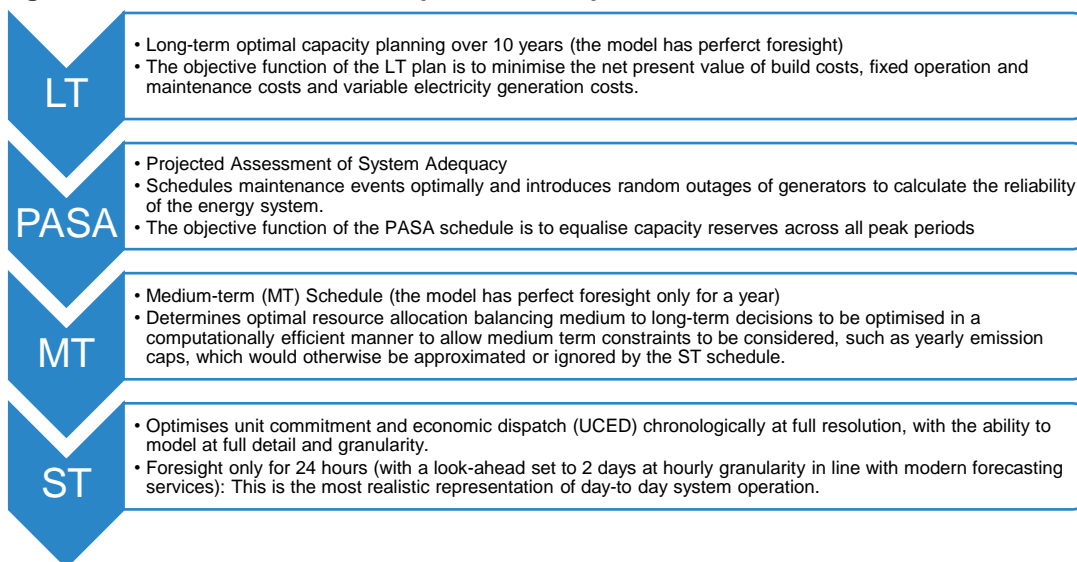 LT
• Long-term optimal capacity planning over 10 years (the model has perferct foresight)
• The objective function of the LT plan is to minimise the net present value of build costs, fixed operation and
maintenance costs and variable electricity generation costs.
PASA
• Projected Assessment of System Adequacy
• Schedules maintenance events optimally and introduces random outages of generators to calculate the reliability
of the energy system.
• The objective function of the PASA schedule is to equalise capacity reserves across all peak periods
MT
• Medium-term (MT) Schedule (the model has perfect foresight only for a year)
• Determines optimal resource allocation balancing medium to long-term decisions to be optimised in a
computationally efficient manner to allow medium term constraints to be considered, such as yearly emission
caps, which would otherwise be approximated or ignored by the ST schedule.
ST
• Optimises unit commitment and economic dispatch (UCED) chronologically at full resolution, with the ability to
model at full detail and granularity.
• Foresight only for 24 hours (with a look-ahead set to 2 days at hourly granularity in line with modern forecasting
services): This is the most realistic representation of day-to day system operation.